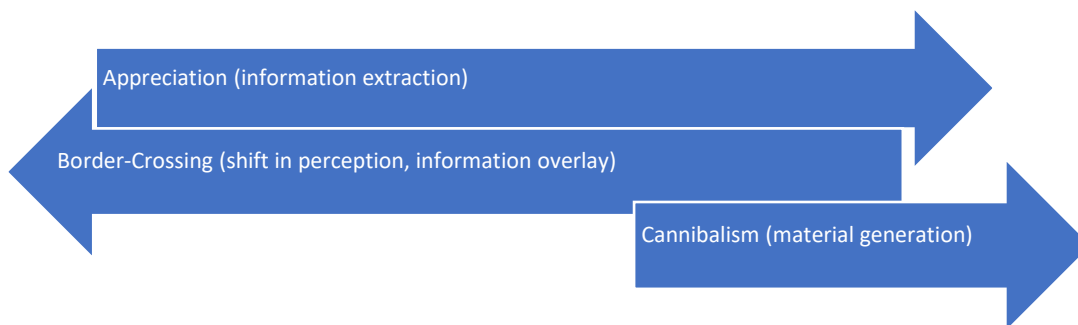 Appreciation (information extraction)
Border-Crossing (shift in perception, information overlay)
Cannibalism (material generation)